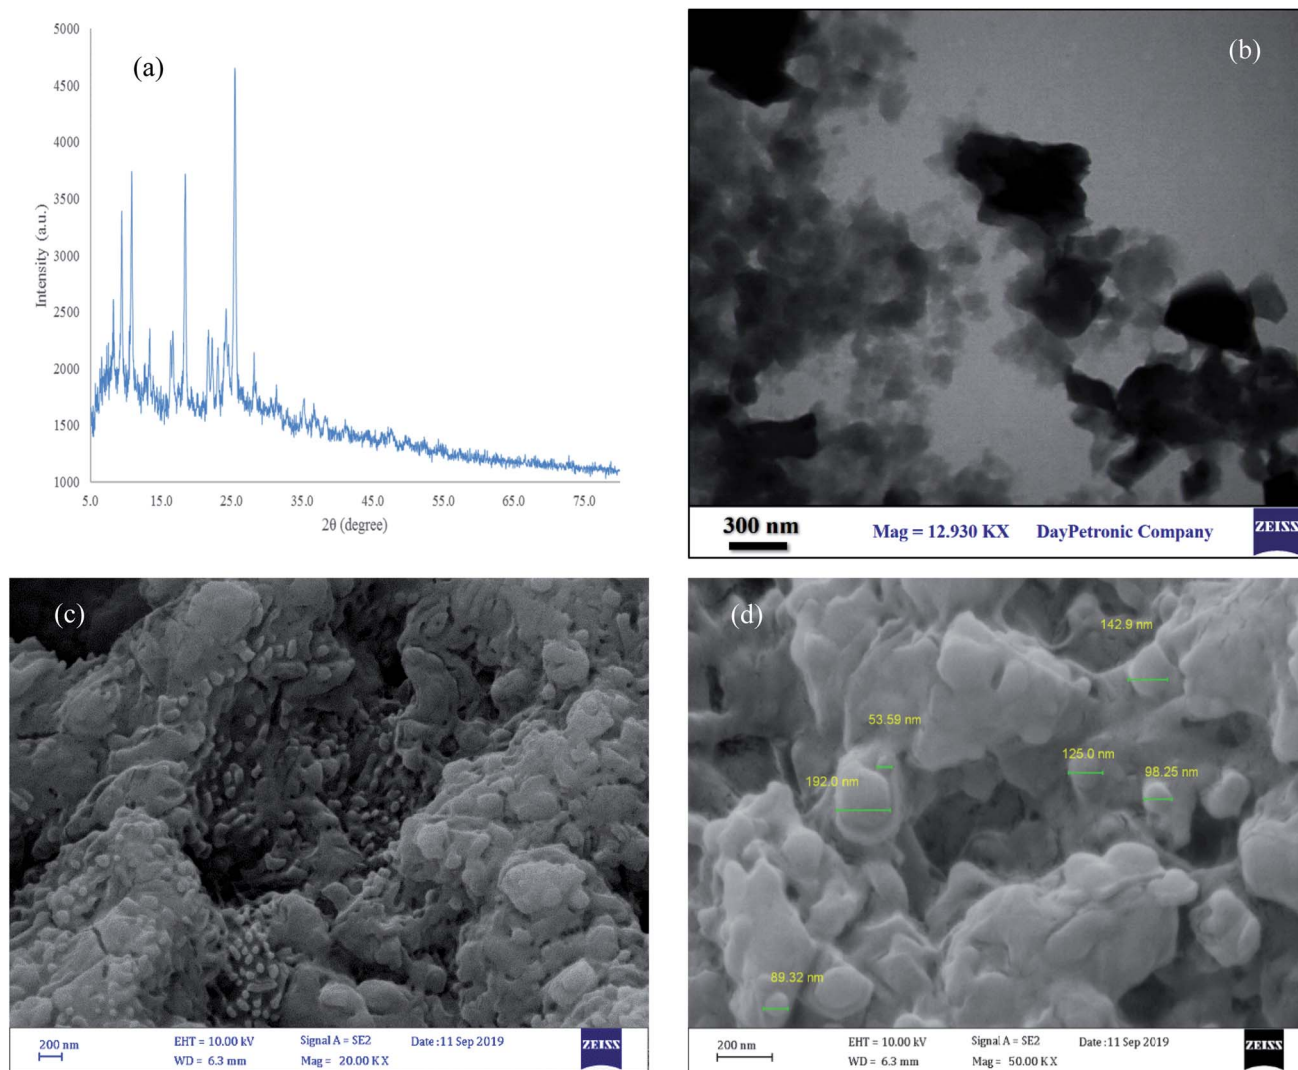 (a)
5000
4500
4000
3500
3000
2500
2000
1500
1000
Intensity (a.u.)
5.0 15.0 25.0 35.0 45.0 55.0 65.0 75.0
2θ (degree)
(b)
300 nm
Mag = 12.930 KX DayPetronic Company
ZEISS
(c)
200 nm
EHT = 10.00 kV Signal A = SE2 Date :11 Sep 2019
WD = 6.3 mm Mag = 20.00 K X
ZEISS
(d)
142.9 nm
53.59 nm
125.0 nm
98.25 nm
192.0 nm
89.32 nm
200 nm
EHT = 10.00 kV Signal A = SE2 Date :11 Sep 2019
WD = 6.3 mm Mag = 50.00 K X
ZEISS